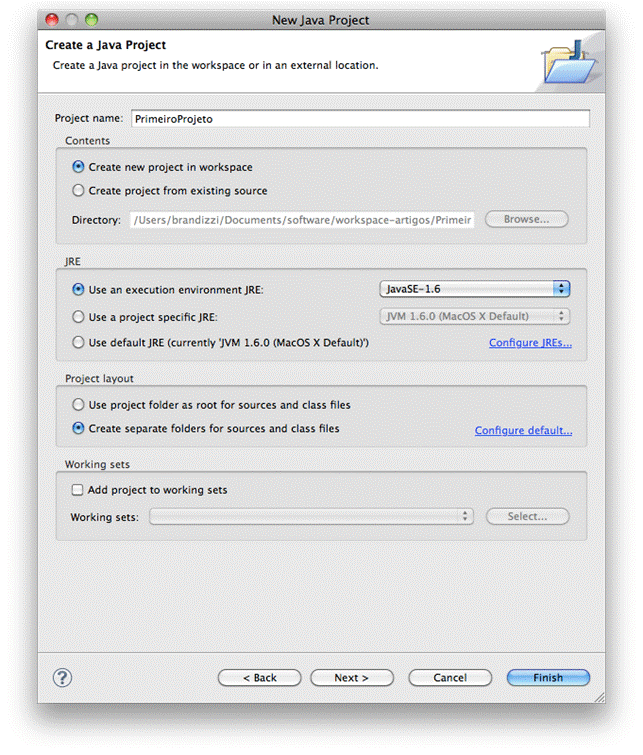 New Java Project
Create a Java Project
Create a Java project in the workspace or in an external location.
Project name: PrimeiroProjeto
Contents
Create new project in workspace
Create project from existing source
Directory: /Users/brandizzi/Documents/software/workspace-artigos/Primeir Browse...
JRE
Use an execution environment JRE: JavaSE-1.6
Use a project specific JRE: JVM 1.6.0 (MacOS X Default)
Use default JRE (currently 'JVM 1.6.0 (MacOS X Default)') Configure JREs...
Project layout
Use project folder as root for sources and class files
Create separate folders for sources and class files Configure default...
Working sets
Add project to working sets
Working sets: Select...
? < Back Next > Cancel Finish